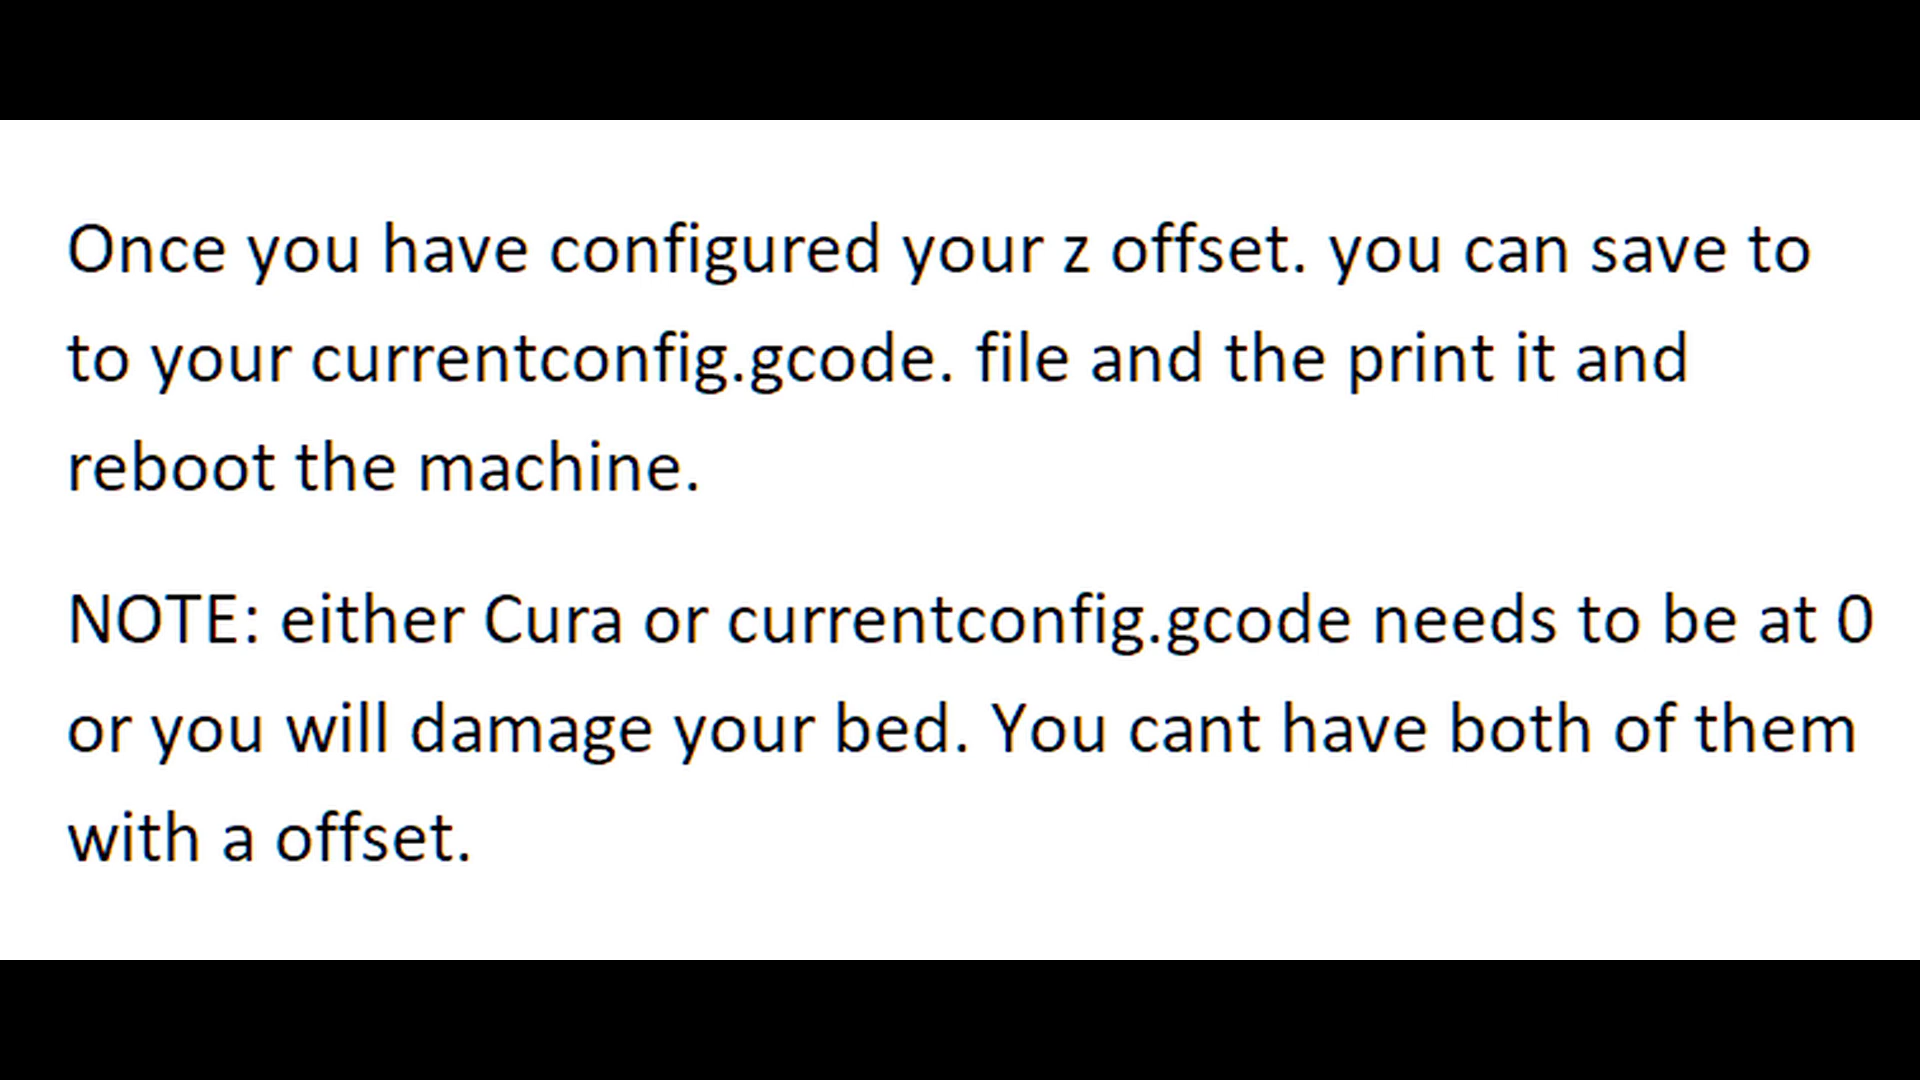 Once you have configured your z offset. you can save to
to your currentconfig.gcode. file and the print it and
reboot the machine.
NOTE: either Cura or currentconfig.gcode needs to be at 0
or you will damage your bed. You cant have both of them
with a offset.